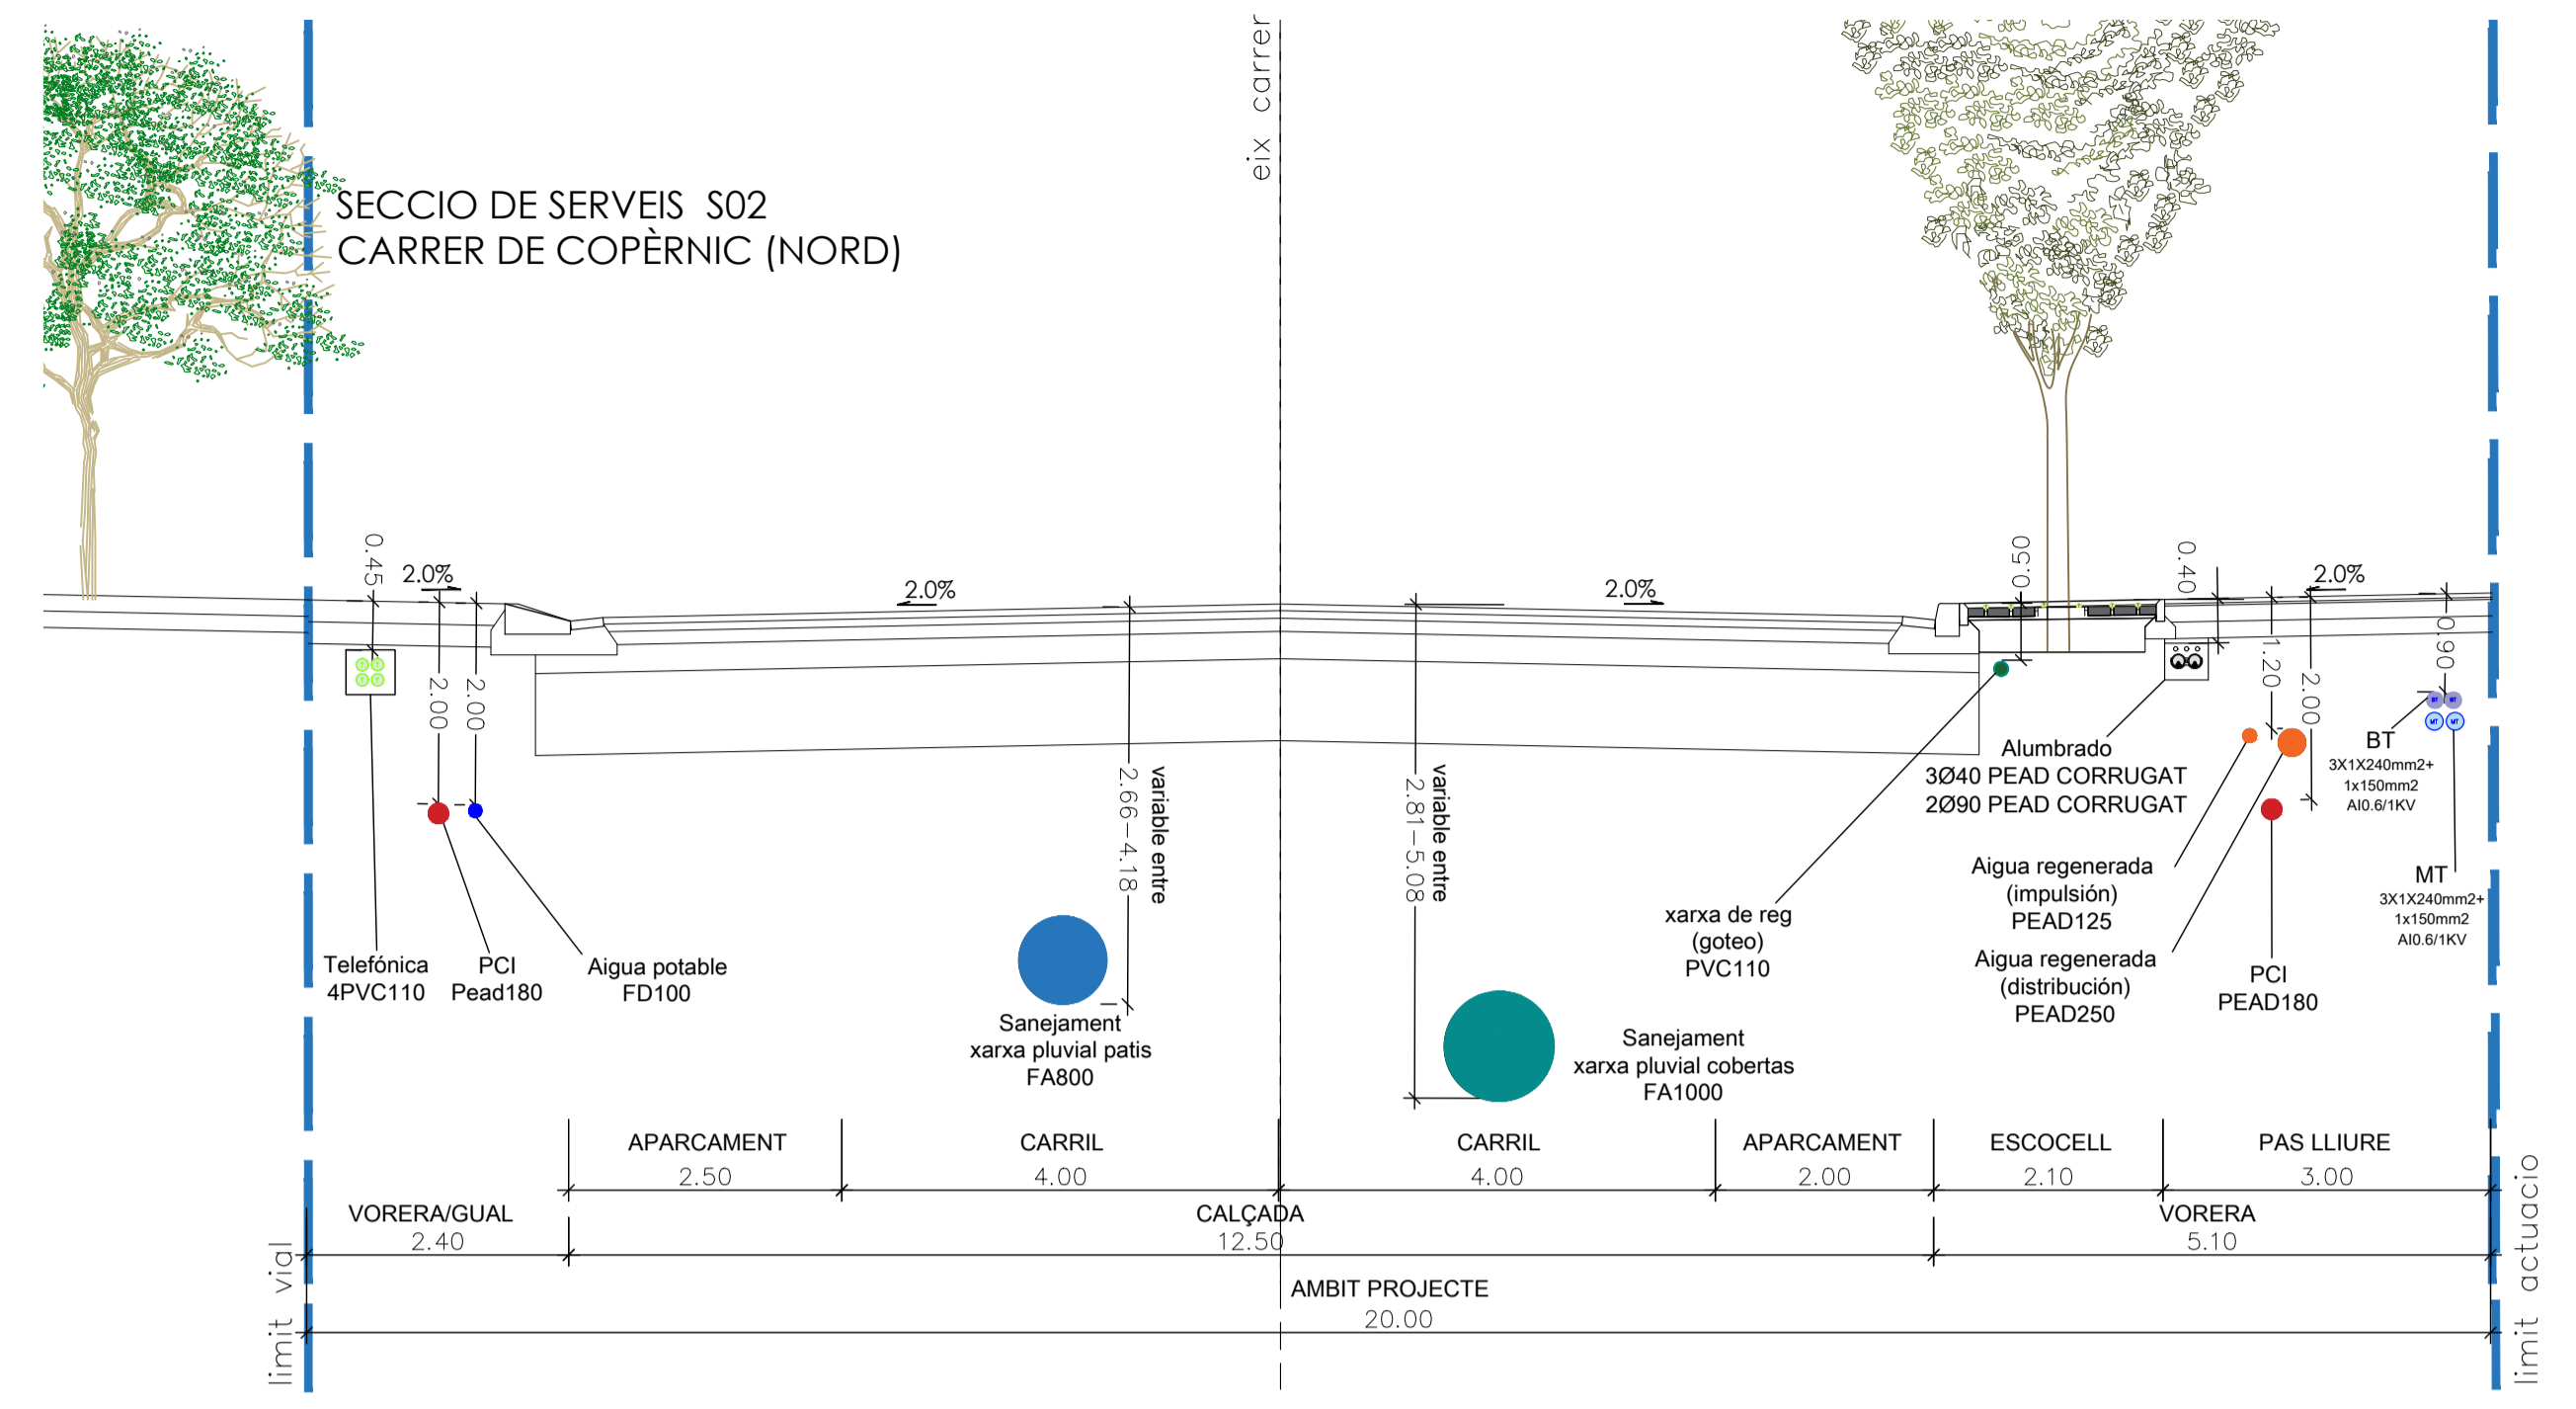 eix carrer
SECCIO DE SERVEIS S02
CARRER DE COPÈRNIC (NORD)
0.45
2.0%
2.0%
2.0%
0.50
0.40
2.0%
2.00
2.00
1.20
2.00
0.90
variable entre
2.66-4.18
variable entre
2.81-5.08
Telefónica
4PVC110
PCI
Pead180
Aigua potable
FD100
Sanejament
xarxa pluvial patis
FA800
Sanejament
xarxa pluvial cobertas
FA1000
xarxa de reg
(goteo)
PVC110
Alumbrado
3Ø40 PEAD CORRUGAT
2Ø90 PEAD CORRUGAT
Aigua regenerada
(impulsión)
PEAD125
Aigua regenerada
(distribución)
PEAD250
PCI
PEAD180
BT
3X1X240mm2+
1x150mm2
Al0.6/1KV
MT
3X1X240mm2+
1x150mm2
Al0.6/1KV
MT MT
APARCAMENT
2.50
CARRIL
4.00
CARRIL
4.00
APARCAMENT
2.00
ESCOCELL
2.10
PAS LLIURE
3.00
VORERA/GUAL
2.40
CALÇADA
12.50
VORERA
5.10
AMBIT PROJECTE
20.00
limit vial
limit actuacio